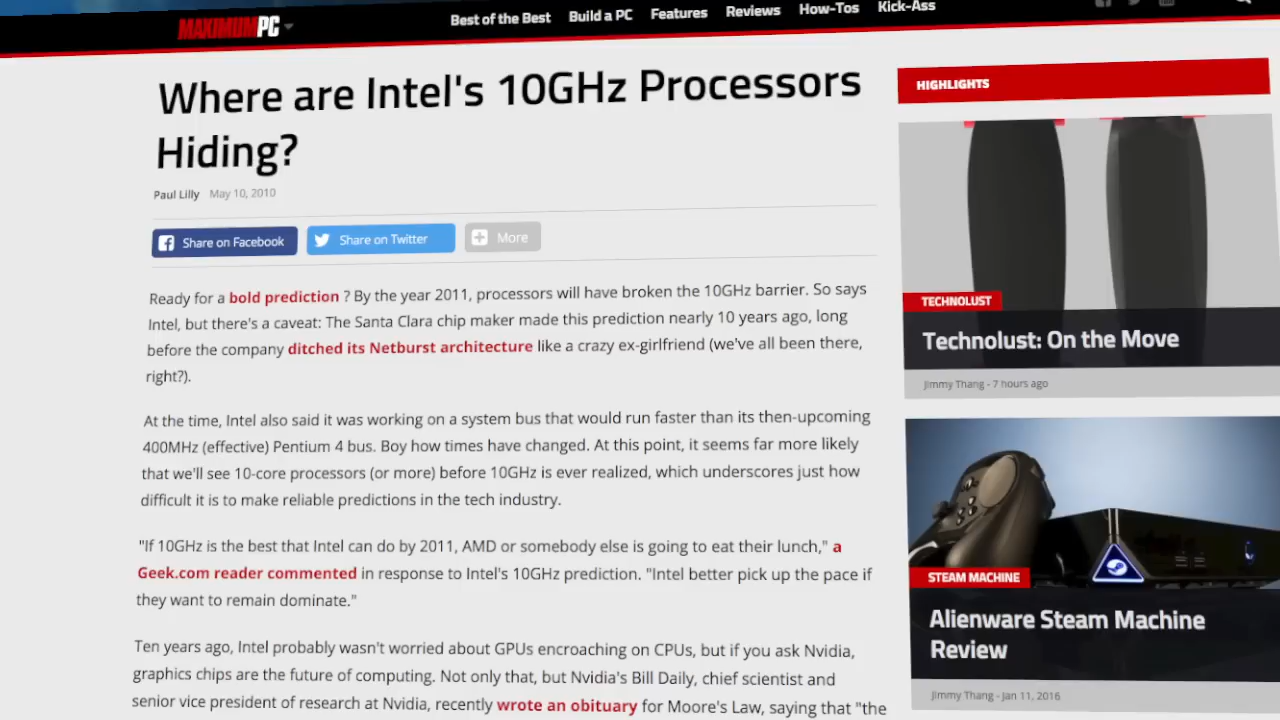 MAXIMUMPC
Best of the Best Build a PC Features Reviews How-Tos Kick-Ass
Where are Intel's 10GHz Processors
Hiding?
Paul Lilly May 10, 2010
Share on Facebook Share on Twitter More
Ready for a bold prediction ? By the year 2011, processors will have broken the 10GHz barrier. So says
Intel, but there's a caveat: The Santa Clara chip maker made this prediction nearly 10 years ago, long
before the company ditched its Netburst architecture like a crazy ex-girlfriend (we've all been there,
right?).
At the time, Intel also said it was working on a system bus that would run faster than its then-upcoming
400MHz (effective) Pentium 4 bus. Boy how times have changed. At this point, it seems far more likely
that we'll see 10-core processors (or more) before 10GHz is ever realized, which underscores just how
difficult it is to make reliable predictions in the tech industry.
"If 10GHz is the best that Intel can do by 2011, AMD or somebody else is going to eat their lunch," a
Geek.com reader commented in response to Intel's 10GHz prediction. "Intel better pick up the pace if
they want to remain dominate."
Ten years ago, Intel probably wasn't worried about GPUs encroaching on CPUs, but if you ask Nvidia,
graphics chips are the future of computing. Not only that, but Nvidia's Bill Daily, chief scientist and
senior vice president of research at Nvidia, recently wrote an obituary for Moore's Law, saying that "the
HIGHLIGHTS
TECHNOLUST
Technolust: On the Move
Jimmy Thang - 7 hours ago
STEAM MACHINE
Alienware Steam Machine
Review
Jimmy Thang - Jan 11, 2016